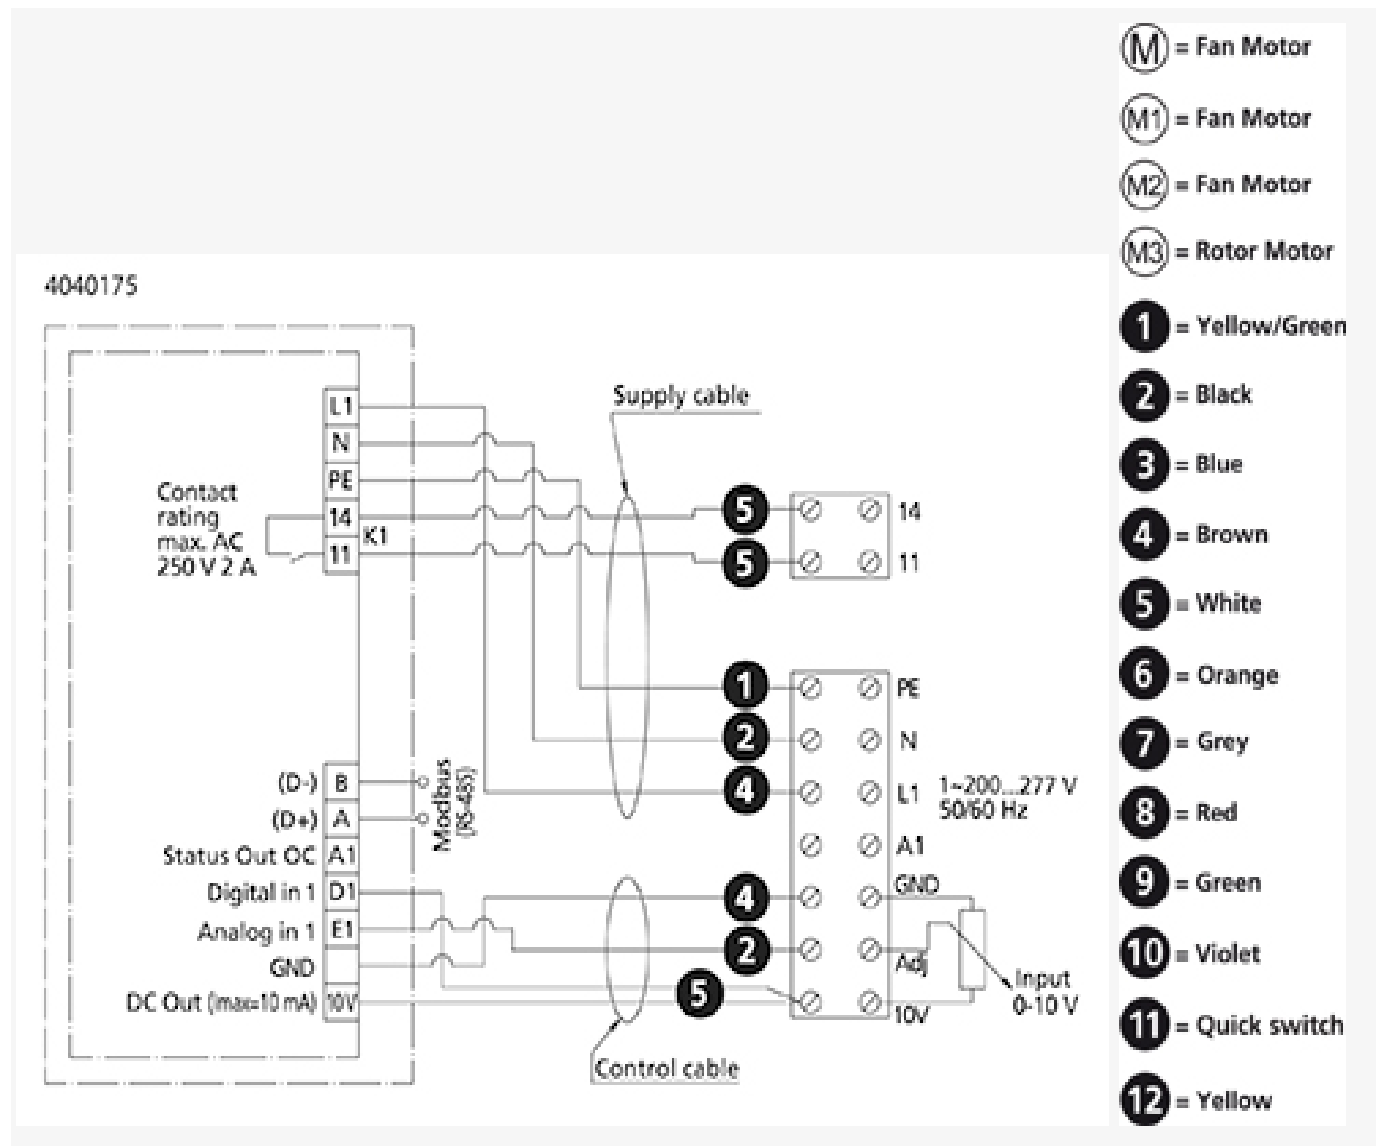 4040175
L1
N
PE
14
11
K1
Contact
rating
max. AC
250 V 2 A
Supply cable
5
14
5
11
1
PE
2
N
4
L1
1~200...277 V
50/60 Hz
A1
4
GND
2
Adj
5
10V
Input
0-10 V
(D-) B
(D+) A
Modbus
(RS-485)
Status Out OC A1
Digital in 1 D1
Analog in 1 E1
GND
DC Out (Imax=10 mA) 10V
Control cable
M = Fan Motor
M1 = Fan Motor
M2 = Fan Motor
M3 = Rotor Motor
1 = Yellow/Green
2 = Black
3 = Blue
4 = Brown
5 = White
6 = Orange
7 = Grey
8 = Red
9 = Green
10 = Violet
11 = Quick switch
12 = Yellow